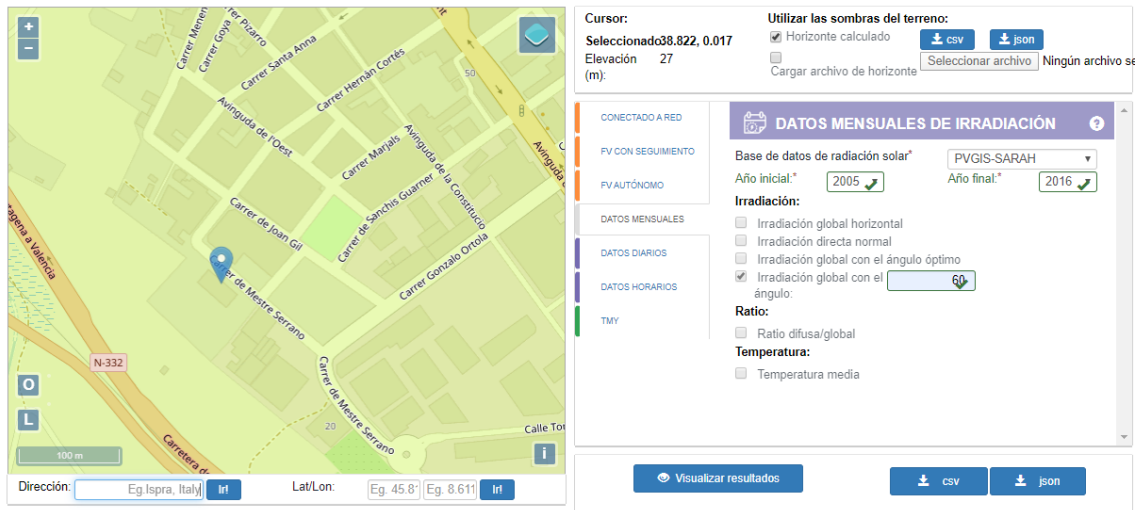 +
−
Carrer Menen
Carrer Goya
Carrer Pizarro
Carrer Santa Anna
Carrer Hernán Cortés
50
Avinguda de l'Oest
Carrer Marjals
Avinguda de la Constitució
Avinguda
Carrer de Sanchis Guarner
Carrer de Joan Gil
Carrer Gonzalo Ortola
Carrer de Mestre Serrano
tagena a Valencia
N-332
Carrer de Mestre Serrano
O
L
20
Calle Tor
100 m
Carretera de
i
Dirección:
Eg.Ispra, Italy
Ir!
Lat/Lon:
Eg. 45.81
Eg. 8.611
Ir!
Cursor:
Seleccionado38.822, 0.017
Elevación 27
(m):
Utilizar las sombras del terreno:
Horizonte calculado
csv
json
Cargar archivo de horizonte
Seleccionar archivo
Ningún archivo se
CONECTADO A RED
FV CON SEGUIMIENTO
FV AUTÓNOMO
DATOS MENSUALES
DATOS DIARIOS
DATOS HORARIOS
TMY
DATOS MENSUALES DE IRRADIACIÓN
?
Base de datos de radiación solar*
PVGIS-SARAH
Año inicial:*
2005
Año final:*
2016
Irradiación:
Irradiación global horizontal
Irradiación directa normal
Irradiación global con el ángulo óptimo
Irradiación global con el
ángulo:
60
Ratio:
Ratio difusa/global
Temperatura:
Temperatura media
Visualizar resultados
csv
json